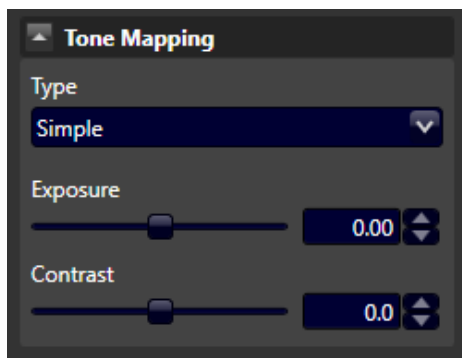 Tone Mapping
Type
Simple
Exposure
0.00
Contrast
0.0